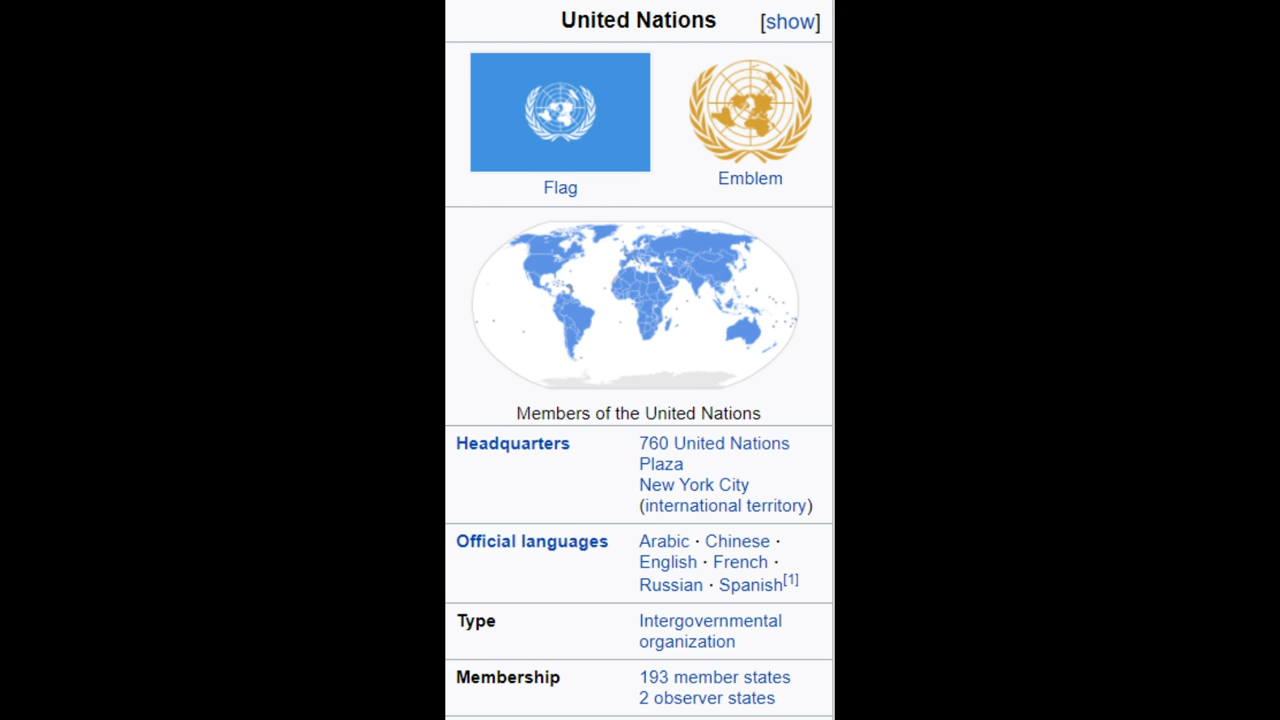 United Nations [show]
Flag
Emblem
Members of the United Nations
Headquarters 760 United Nations
Plaza
New York City
(international territory)
Official languages Arabic · Chinese ·
English · French ·
Russian · Spanish[1]
Type Intergovernmental
organization
Membership 193 member states
2 observer states